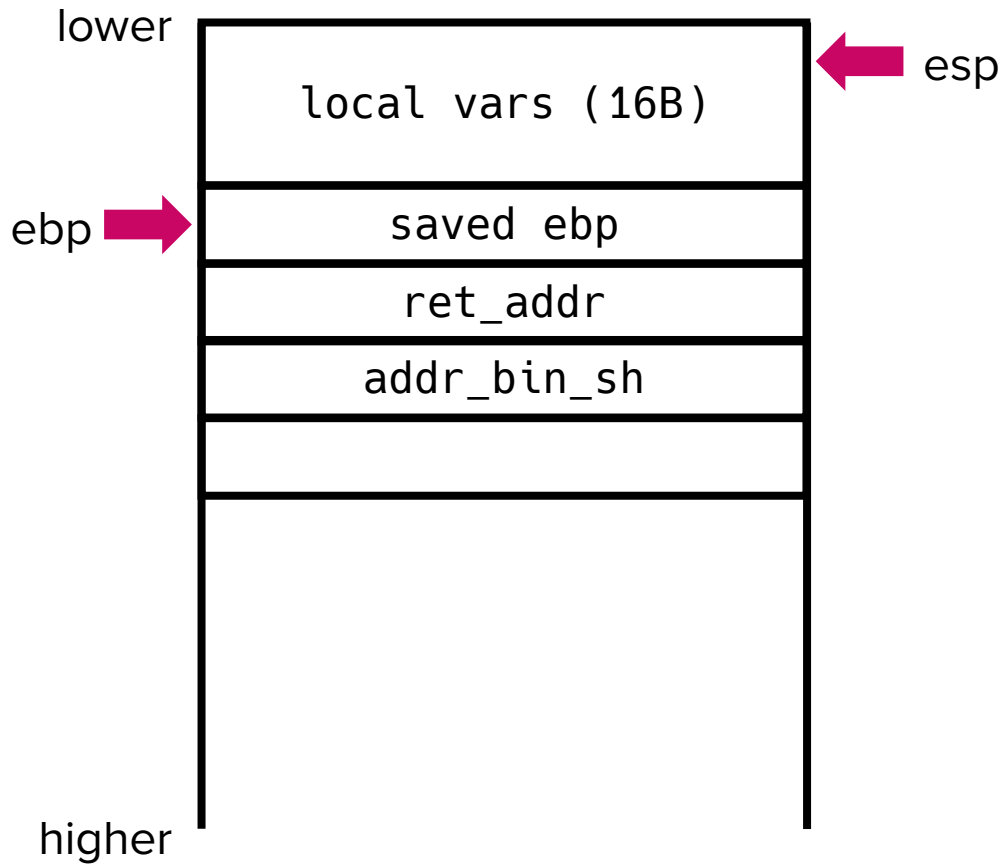 lower
esp
local vars (16B)
ebp
saved ebp
ret_addr
addr_bin_sh
higher